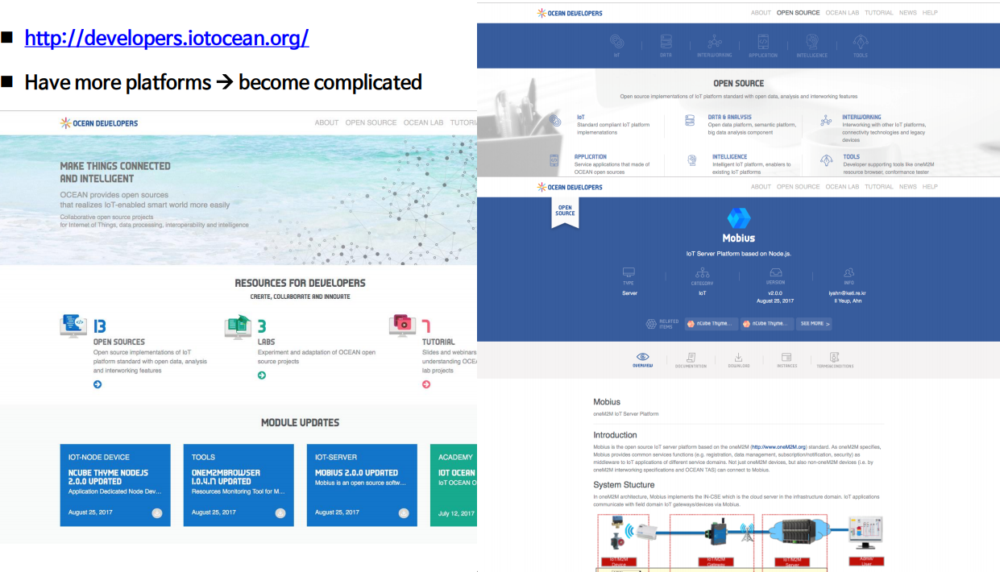 http://developers.iotocean.org/
Have more platforms → become complicated
OCEAN DEVELOPERS
ABOUT OPEN SOURCE OCEAN LAB
MAKE THINGS CONNECTED
AND INTELLIGENT
OCEAN provides open sources
that realizes IoT-enabled smart world more easily
Collaborative open source projects
for Internet of Things, data processing, interoperability and intelligence
RESOURCES FOR DEVELOPERS
CREATE, COLLABORATE AND INNOVATE
13
OPEN SOURCES
Open source implementations of IoT
platform standard with open data, analysis
and interworking features
3
LABS
Experiment and adaptation of OCEAN open
source projects
7
TUTORIAL
Slides and webinars
understanding
lab projects
MODULE UPDATES
IOT-NODE DEVICE
NCUBE THYME NODEJS
2.0.0 UPDATED
Application Dedicated Node Dev...
August 25, 2017
TOOLS
ONEM2MBROWSER
1.0.4.17 UPDATED
Resources Monitoring Tool for M...
August 25, 2017
IOT-SERVER
MOBIUS 2.0.0 UPDATED
Mobius is an open source softw...
August 25, 2017
ACADEMY
IOT OCEAN
IoT OCEAN O
July 12, 2017
OCEAN DEVELOPERS
ABOUT OPEN SOURCE OCEAN LAB TUTORIAL NEWS HELP
IoT DATA INTERWORKING APPLICATION INTELLIGENCE TOOLS
OPEN SOURCE
Open source implementations of IoT platform standard with open data, analysis and interworking features
IoT
Standard compliant IoT platform
implemenatations
DATA & ANALYSIS
Open data platform, semantic platform,
big data analysis component
INTERWORKING
Interworking with other IoT platforms,
connectivity technologies and legacy
devices
APPLICATION
Service applications that made of
OCEAN open sources
INTELLIGENCE
Intelligent IoT platform, enablers to
existing IoT platforms
TOOLS
Developer supporting tools like oneM2M
resource browser, conformance tester
OCEAN DEVELOPERS
ABOUT OPEN SOURCE OCEAN LAB TUTORIAL NEWS HELP
OPEN
SOURCE
Mobius
IoT Server Platform based on Node.js.
TYPE
Server
CATEGORY
IoT
VERSION
v2.0.0
August 25, 2017
INFO
iyahn@keti.re.kr
Il Yeup, Ahn
RELATED
ITEMS
nCube Thyme...
nCube Thyme...
SEE MORE >
OVERVIEW DOCUMENTATION DOWNLOAD INSTANCES TERMS&CONDITIONS
Mobius
oneM2M IoT Server Platform
Introduction
Mobius is the open source IoT server platform based on the oneM2M (http://www.oneM2M.org) standard. As oneM2M specifies,
Mobius provides common services functions (e.g. registration, data management, subscription/notification, security) as
middleware to IoT applications of different service domains. Not just oneM2M devices, but also non-oneM2M devices (i.e. by
oneM2M interworking specifications and OCEAN TAS) can connect to Mobius.
System Stucture
In oneM2M architecture, Mobius implements the IN-CSE which is the cloud server in the infrastructure domain. IoT applications
communicate with field domain IoT gateways/devices via Mobius.
IoT/M2M
Device
IoT/M2M
Gateway
IoT/M2M
Server
Admin/
User